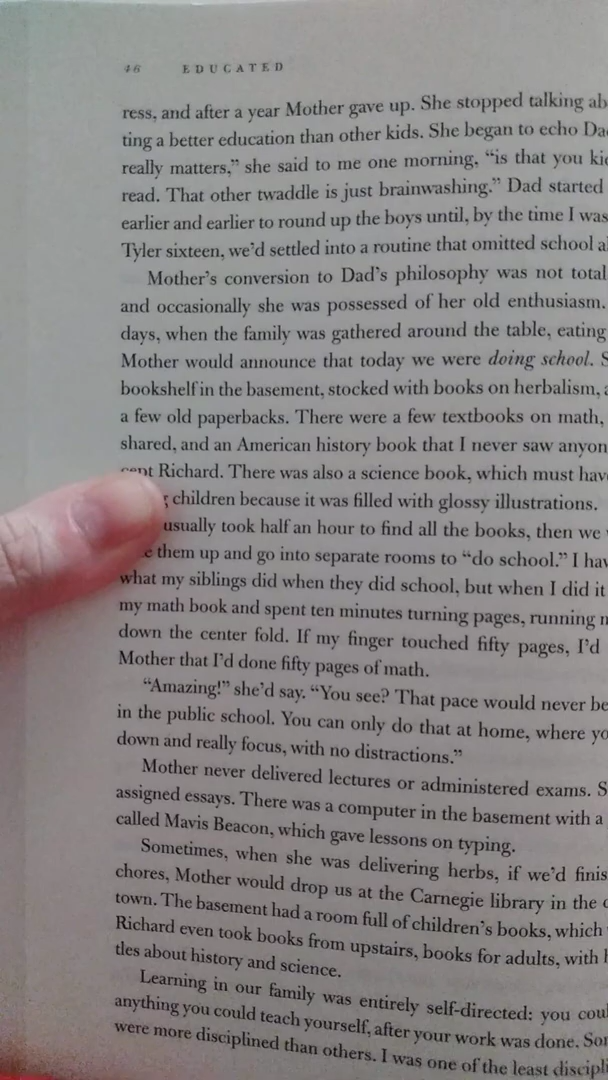 46 EDUCATED
ress, and after a year Mother gave up. She stopped talking ab
ting a better education than other kids. She began to echo Da
really matters,” she said to me one morning, “is that you ki
read. That other twaddle is just brainwashing.” Dad started
earlier and earlier to round up the boys until, by the time I was
Tyler sixteen, we’d settled into a routine that omitted school a
Mother’s conversion to Dad’s philosophy was not total
and occasionally she was possessed of her old enthusiasm.
days, when the family was gathered around the table, eating
Mother would announce that today we were doing school. S
bookshelf in the basement, stocked with books on herbalism, a
a few old paperbacks. There were a few textbooks on math,
shared, and an American history book that I never saw anyon
cept Richard. There was also a science book, which must hav
g children because it was filled with glossy illustrations.
usually took half an hour to find all the books, then we
e them up and go into separate rooms to “do school.” I hav
what my siblings did when they did school, but when I did it
my math book and spent ten minutes turning pages, running
down the center fold. If my finger touched fifty pages, I’d
Mother that I’d done fifty pages of math.
“Amazing!” she’d say. “You see? That pace would never be
in the public school. You can only do that at home, where yo
down and really focus, with no distractions.”
Mother never delivered lectures or administered exams. S
assigned essays. There was a computer in the basement with a
called Mavis Beacon, which gave lessons on typing.
Sometimes, when she was delivering herbs, if we’d finis
chores, Mother would drop us at the Carnegie library in the
town. The basement had a room full of children’s books, which
Richard even took books from upstairs, books for adults, with
tles about history and science.
Learning in our family was entirely self-directed: you coul
anything you could teach yourself, after your work was done. Som
were more disciplined than others. I was one of the least discipli